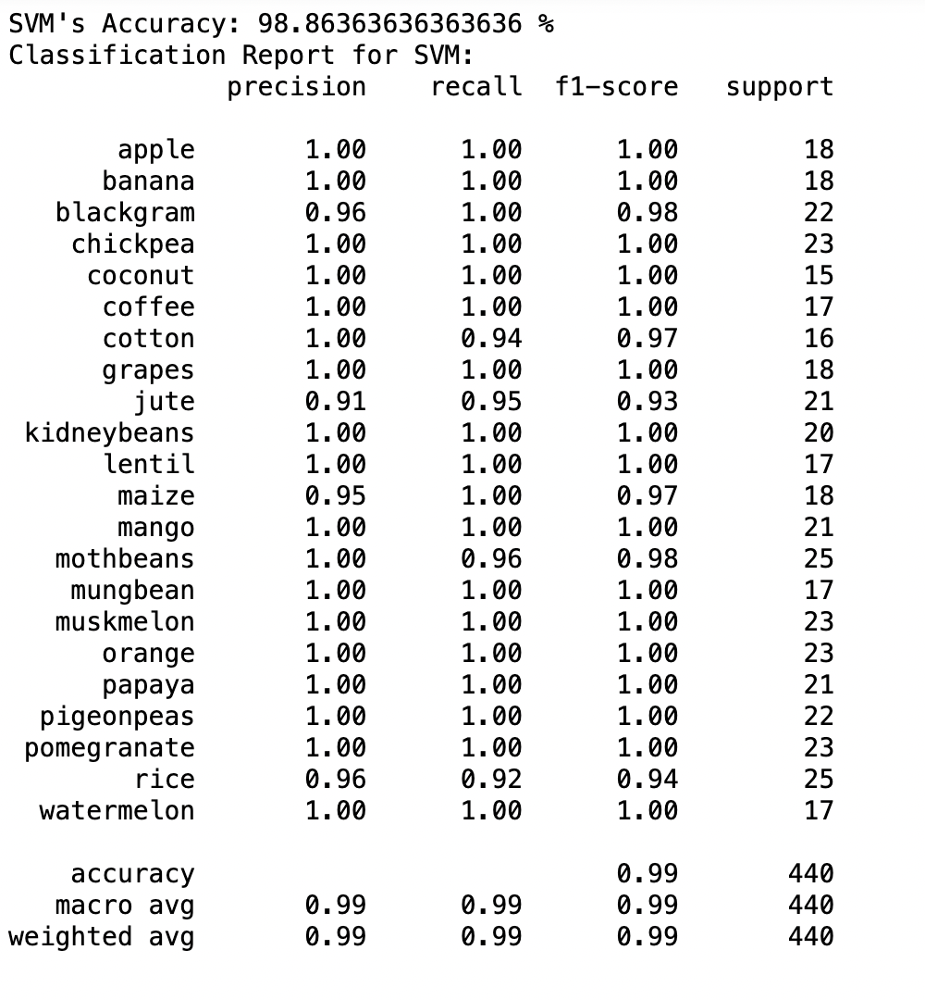 SVM's Accuracy: 98.86363636363636 %
Classification Report for SVM:
precision recall f1-score support
apple 1.00 1.00 1.00 18
banana 1.00 1.00 1.00 18
blackgram 0.96 1.00 0.98 22
chickpea 1.00 1.00 1.00 23
coconut 1.00 1.00 1.00 15
coffee 1.00 1.00 1.00 17
cotton 1.00 0.94 0.97 16
grapes 1.00 1.00 1.00 18
jute 0.91 0.95 0.93 21
kidneybeans 1.00 1.00 1.00 20
lentil 1.00 1.00 1.00 17
maize 0.95 1.00 0.97 18
mango 1.00 1.00 1.00 21
mothbeans 1.00 0.96 0.98 25
mungbean 1.00 1.00 1.00 17
muskmelon 1.00 1.00 1.00 23
orange 1.00 1.00 1.00 23
papaya 1.00 1.00 1.00 21
pigeonpeas 1.00 1.00 1.00 22
pomegranate 1.00 1.00 1.00 23
rice 0.96 0.92 0.94 25
watermelon 1.00 1.00 1.00 17
accuracy 0.99 440
macro avg 0.99 0.99 0.99 440
weighted avg 0.99 0.99 0.99 440